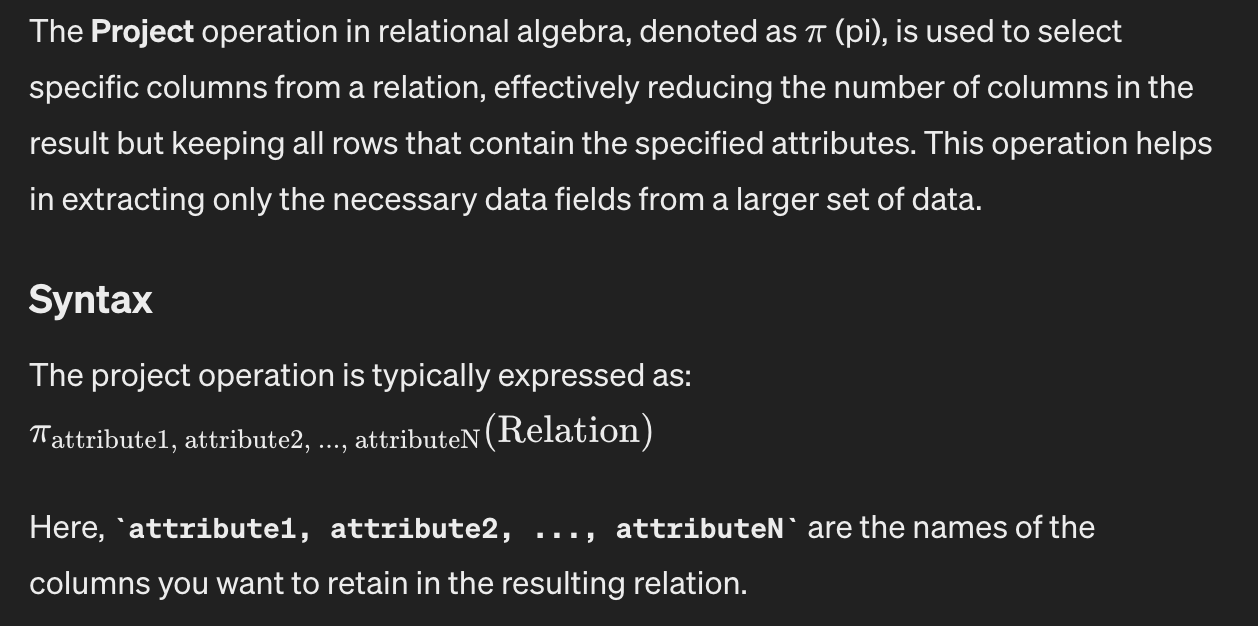 The Project operation in relational algebra, denoted as π (pi), is used to select
specific columns from a relation, effectively reducing the number of columns in the
result but keeping all rows that contain the specified attributes. This operation helps
in extracting only the necessary data fields from a larger set of data.
Syntax
The project operation is typically expressed as:
π attribute1, attribute2, ..., attributeN (Relation)
Here, `attribute1, attribute2, ..., attributeN` are the names of the
columns you want to retain in the resulting relation.